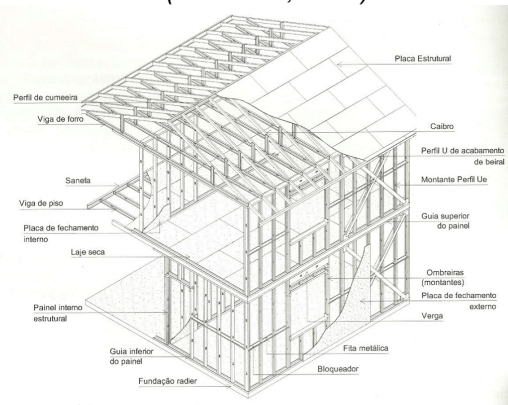 Placa Estrutural
Perfil de cumeeira
Viga de forro
Caibro
Perfil U de acabamento
de beiral
Sanefa
Montante Perfil Ue
Viga de piso
Guia superior
do painel
Placa de fechamento
interno
Laje seca
Ombreiras
(montantes)
Placa de fechamento
externo
Painel interno
estrutural
Verga
Fita metálica
Guia inferior
do painel
Bloqueador
Fundação radier